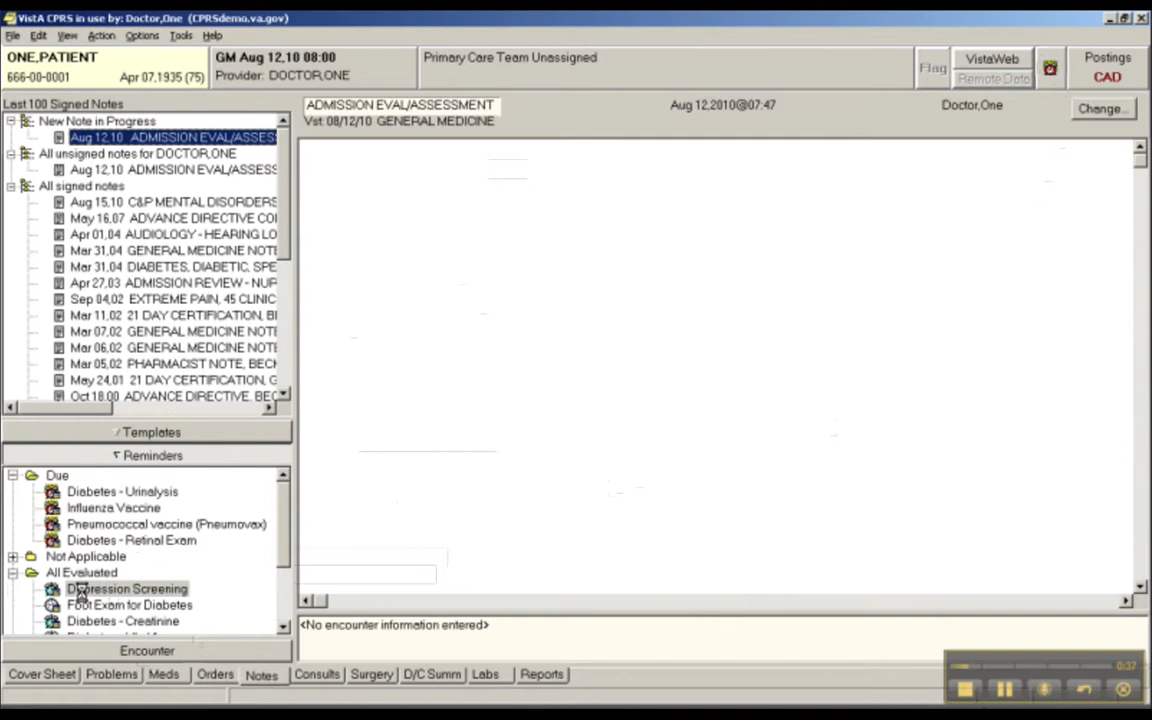 VistA CPRS in use by: Doctor,One (CPRSdemo.va.gov)
File Edit View Action Options Tools Help
ONE,PATIENT
666-00-0001 Apr 07,1935 (75)
GM Aug 12,10 08:00
Provider: DOCTOR,ONE
Primary Care Team Unassigned
Flag
VistaWeb
Remote Data
Postings
CAD
Last 100 Signed Notes
New Note in Progress
Aug 12,10 ADMISSION EVAL/ASSES
All unsigned notes for DOCTOR,ONE
Aug 12,10 ADMISSION EVAL/ASSES
All signed notes
Aug 15,10 C&P MENTAL DISORDERS
May 16,07 ADVANCE DIRECTIVE CO
Apr 01,04 AUDIOLOGY - HEARING LO
Mar 31,04 GENERAL MEDICINE NOT
Mar 31,04 DIABETES, DIABETIC, SPE
Apr 27,03 ADMISSION REVIEW - NUR
Sep 04,02 EXTREME PAIN, 45 CLINIC
Mar 11,02 21 DAY CERTIFICATION, B
Mar 07,02 GENERAL MEDICINE NOT
Mar 06,02 GENERAL MEDICINE NOT
Mar 05,02 PHARMACIST NOTE, BEC
May 24,01 21 DAY CERTIFICATION, G
Oct 18,00 ADVANCE DIRECTIVE, BEC
Templates
Reminders
Due
Diabetes - Urinalysis
Influenza Vaccine
Pneumococcal vaccine (Pneumovax)
Diabetes - Retinal Exam
Not Applicable
All Evaluated
Depression Screening
Foot Exam for Diabetes
Diabetes - Creatinine
Encounter
ADMISSION EVAL/ASSESSMENT Aug 12,2010@07:47 Doctor,One
Vst: 08/12/10 GENERAL MEDICINE
Change...
<No encounter information entered>
Cover Sheet Problems Meds Orders Notes Consults Surgery D/C Summ Labs Reports
0:37